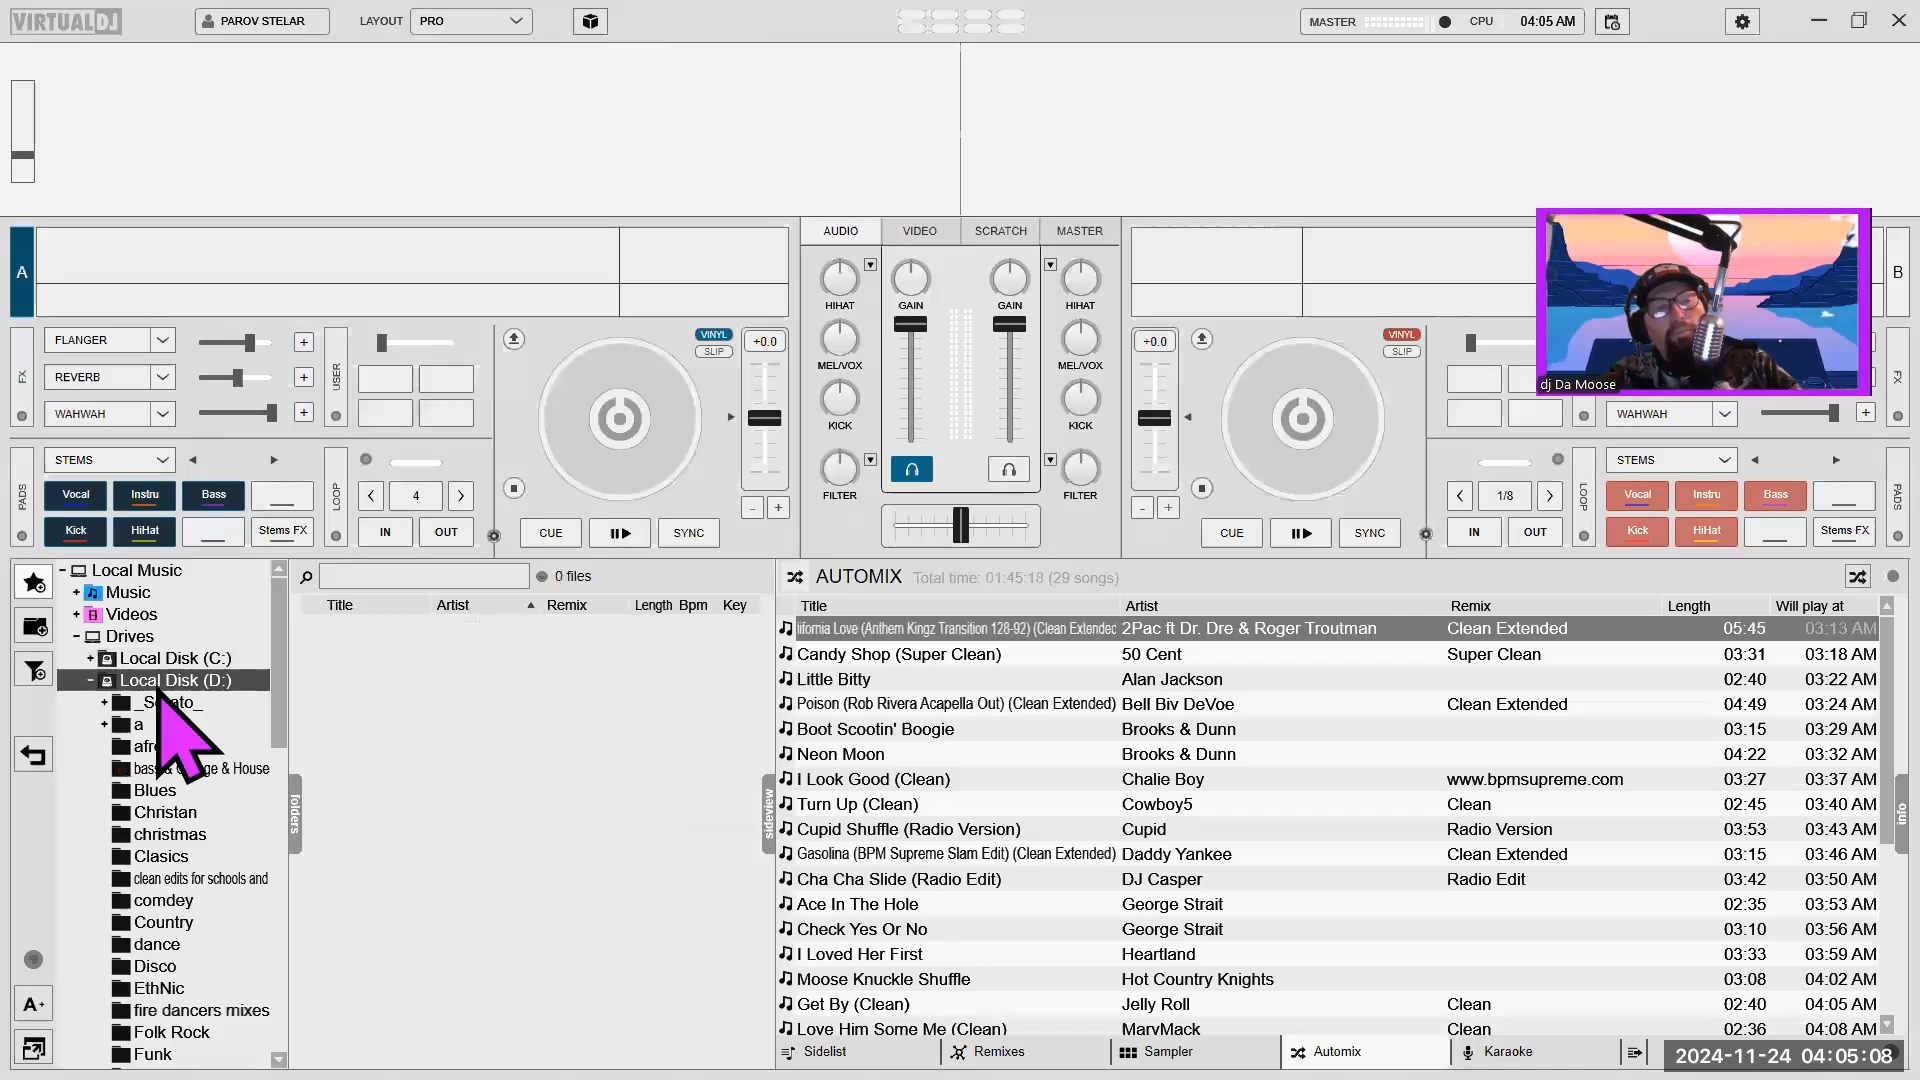 VIRTUALDJ
PAROV STELAR
LAYOUT
PRO
MASTER
CPU
04:05 AM
A
AUDIO
VIDEO
SCRATCH
MASTER
B
HIHAT
GAIN
GAIN
HIHAT
MEL/VOX
MEL/VOX
KICK
KICK
FILTER
FILTER
FX
FLANGER
REVERB
WAHWAH
USER
VINYL
SLIP
+0.0
+0.0
VINYL
SLIP
dj Da Moose
WAHWAH
FX
PADS
STEMS
Vocal
Instru
Bass
Kick
HiHat
Stems FX
LOOP
4
IN
OUT
CUE
SYNC
CUE
SYNC
1/8
IN
OUT
LOOP
STEMS
Vocal
Instru
Bass
Kick
HiHat
Stems FX
PADS
Local Music
Music
Videos
Drives
Local Disk (C:)
Local Disk (D:)
a
Blues
Christan
christmas
Clasics
clean edits for schools and
comdey
Country
dance
Disco
EthNic
fire dancers mixes
Folk Rock
Funk
A+
folders
0 files
Title Artist Remix Length Bpm Key
sideview
AUTOMIX Total time: 01:45:18 (29 songs)
Title Artist Remix Length Will play at
lifornia Love (Anthem Kingz Transition 128-92) (Clean Extended 2Pac ft Dr. Dre & Roger Troutman Clean Extended 05:45 03:13 AM
Candy Shop (Super Clean) 50 Cent Super Clean 03:31 03:18 AM
Little Bitty Alan Jackson 02:40 03:22 AM
Poison (Rob Rivera Acapella Out) (Clean Extended) Bell Biv DeVoe Clean Extended 04:49 03:24 AM
Boot Scootin' Boogie Brooks & Dunn 03:15 03:29 AM
Neon Moon Brooks & Dunn 04:22 03:32 AM
I Look Good (Clean) Chalie Boy www.bpmsupreme.com 03:27 03:37 AM
Turn Up (Clean) Cowboy5 Clean 02:45 03:40 AM
Cupid Shuffle (Radio Version) Cupid Radio Version 03:53 03:43 AM
Gasolina (BPM Supreme Slam Edit) (Clean Extended) Daddy Yankee Clean Extended 03:15 03:46 AM
Cha Cha Slide (Radio Edit) DJ Casper Radio Edit 03:42 03:50 AM
Ace In The Hole George Strait 02:35 03:53 AM
Check Yes Or No George Strait 03:10 03:56 AM
I Loved Her First Heartland 03:33 03:59 AM
Moose Knuckle Shuffle Hot Country Knights 03:08 04:02 AM
Get By (Clean) Jelly Roll Clean 02:40 04:05 AM
Love Him Some Me (Clean) MaryMack Clean 02:36 04:08 AM
info
Sidelist
Remixes
Sampler
Automix
Karaoke
2024-11-24 04:05:08